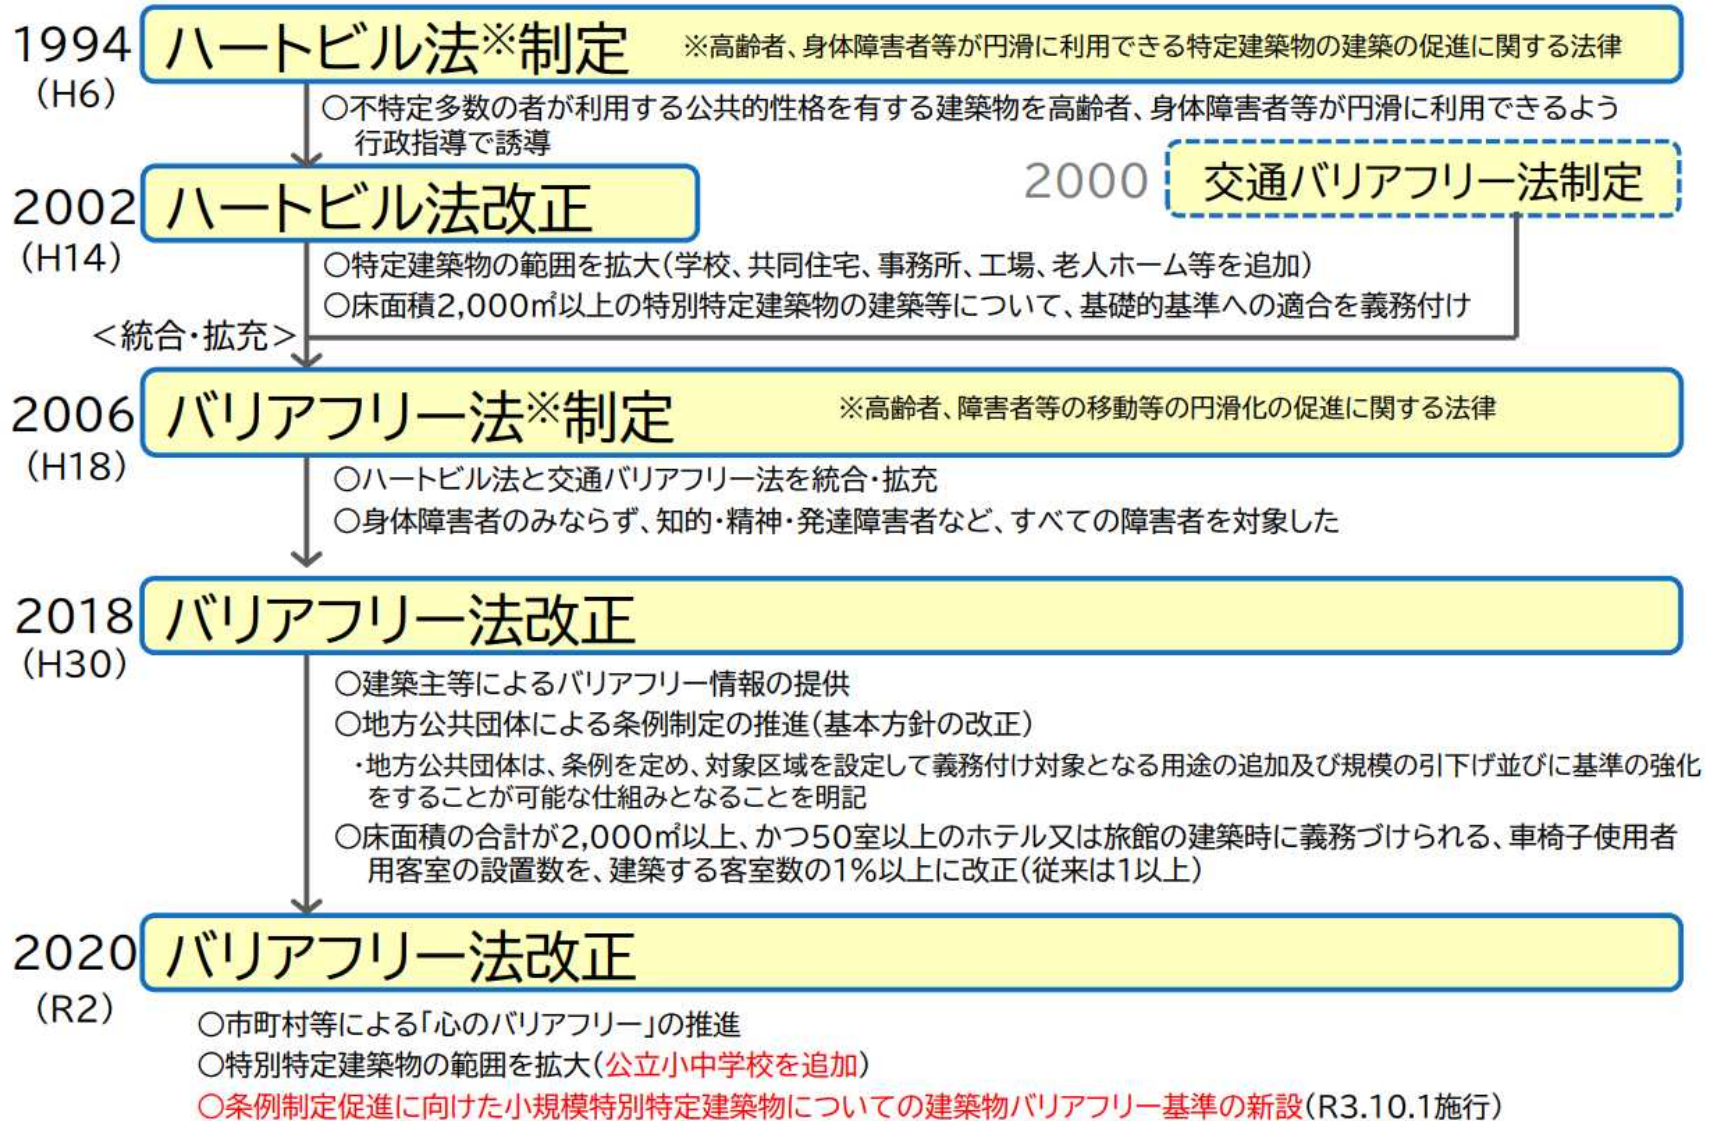 1994 ハートビル法※制定 ※高齢者、身体障害者等が円滑に利用できる特定建築物の建築の促進に関する法律
(H6)
○不特定多数の者が利用する公共的性格を有する建築物を高齢者、身体障害者等が円滑に利用できるよう
行政指導で誘導
2000 交通バリアフリー法制定
2002 ハートビル法改正
(H14)
○特定建築物の範囲を拡大(学校、共同住宅、事務所、工場、老人ホーム等を追加)
○床面積2,000㎡以上の特別特定建築物の建築等について、基礎的基準への適合を義務付け
<統合・拡充>
2006 バリアフリー法※制定 ※高齢者、障害者等の移動等の円滑化の促進に関する法律
(H18)
○ハートビル法と交通バリアフリー法を統合・拡充
○身体障害者のみならず、知的・精神・発達障害者など、すべての障害者を対象した
2018 バリアフリー法改正
(H30)
○建築主等によるバリアフリー情報の提供
○地方公共団体による条例制定の推進(基本方針の改正)
・地方公共団体は、条例を定め、対象区域を設定して義務付け対象となる用途の追加及び規模の引下げ並びに基準の強化
をすることが可能な仕組みとなることを明記
○床面積の合計が2,000㎡以上、かつ50室以上のホテル又は旅館の建築時に義務づけられる、車椅子使用者
用客室の設置数を、建築する客室数の1%以上に改正(従来は1以上)
2020 バリアフリー法改正
(R2)
○市町村等による「心のバリアフリー」の推進
○特別特定建築物の範囲を拡大(公立小中学校を追加)
○条例制定促進に向けた小規模特別特定建築物についての建築物バリアフリー基準の新設(R3.10.1施行)